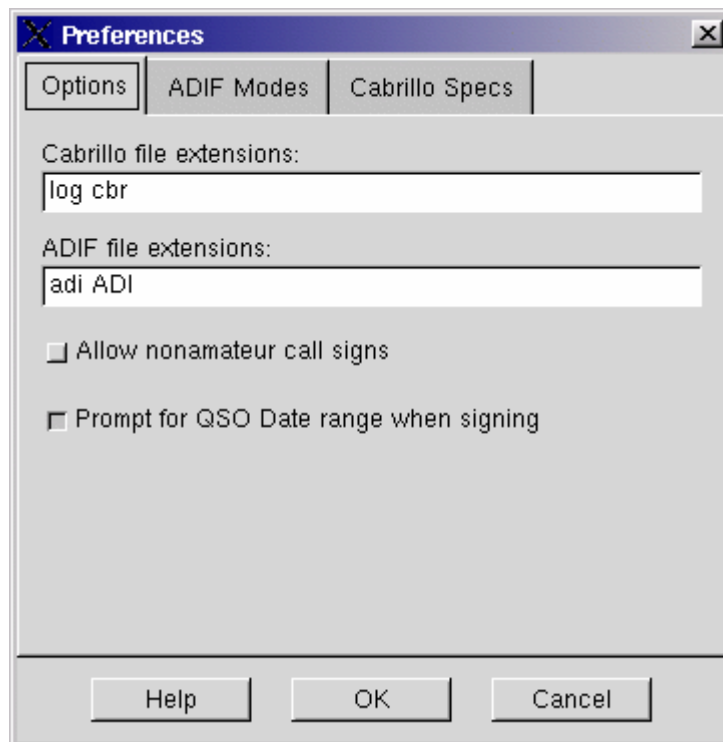 Preferences
Options ADIF Modes Cabrillo Specs
Cabrillo file extensions:
log cbr
ADIF file extensions:
adi ADI
Allow nonamateur call signs
Prompt for QSO Date range when signing
Help OK Cancel